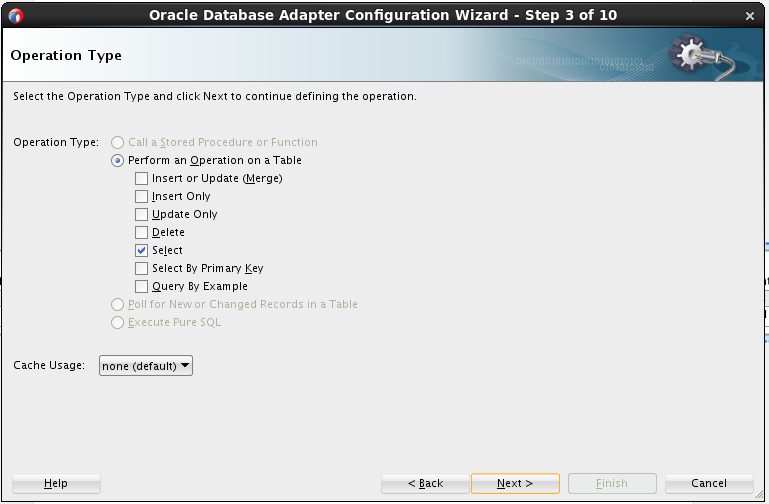 Oracle Database Adapter Configuration Wizard - Step 3 of 10
Operation Type
010101010101010101010101
01010101010
Select the Operation Type and click Next to continue defining the operation.
Operation Type:
Call a Stored Procedure or Function
Perform an Operation on a Table
Insert or Update (Merge)
Insert Only
Update Only
Delete
Select
Select By Primary Key
Query By Example
Poll for New or Changed Records in a Table
Execute Pure SQL
Cache Usage: none (default)
Help
< Back
Next >
Finish
Cancel